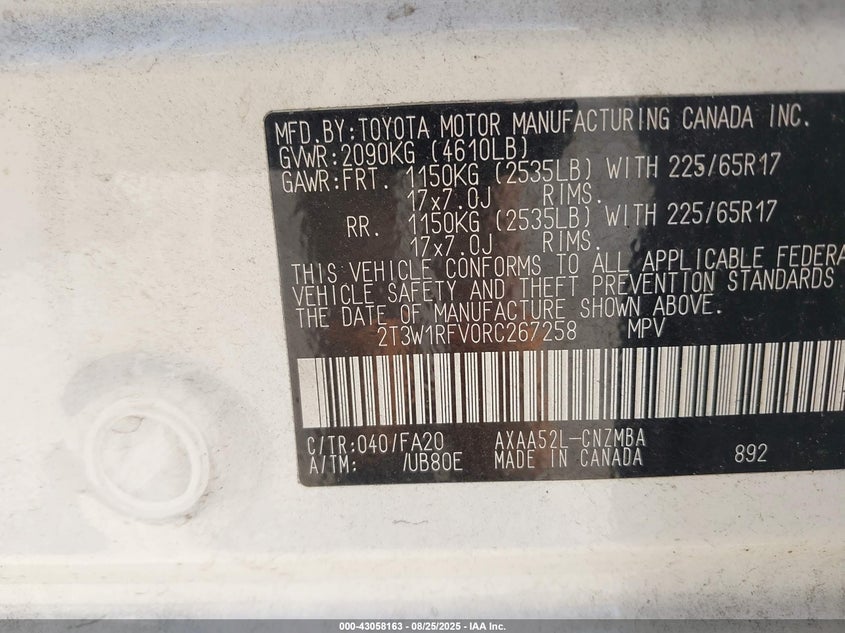 MFD.BY:TOYOTA MOTOR MANUFACTURING CANADA INC.
GVWR:2090KG (4610LB)
GAWR:FRT. 1150KG (2535LB) WITH 225/65R17
17x7.0J RIMS.
RR. 1150KG (2535LB) WITH 225/65R17
17x7.0J RIMS.
THIS VEHICLE CONFORMS TO ALL APPLICABLE FEDERA
VEHICLE SAFETY AND THEFT PREVENTION STANDARDS
THE DATE OF MANUFACTURE SHOWN ABOVE.
2T3W1RFV0RC267258 MPV
C/TR:040/FA20 AXAA52L-CNZMBA
A/TM: /UB80E MADE IN CANADA 892
000-43058163 - 08/25/2025 - IAA Inc.